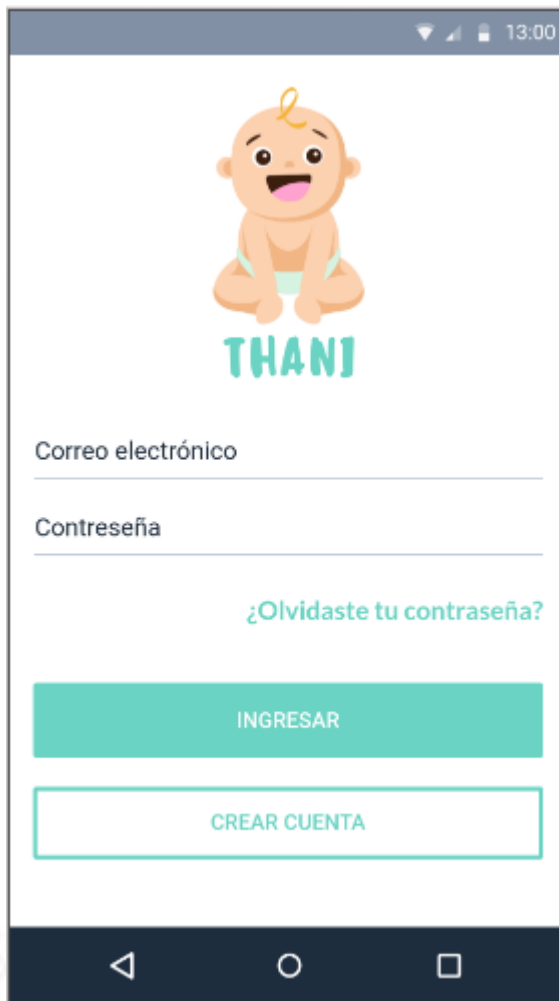 13:00
THANI
Correo electrónico
Contreseña
¿Olvidaste tu contraseña?
INGRESAR
CREAR CUENTA